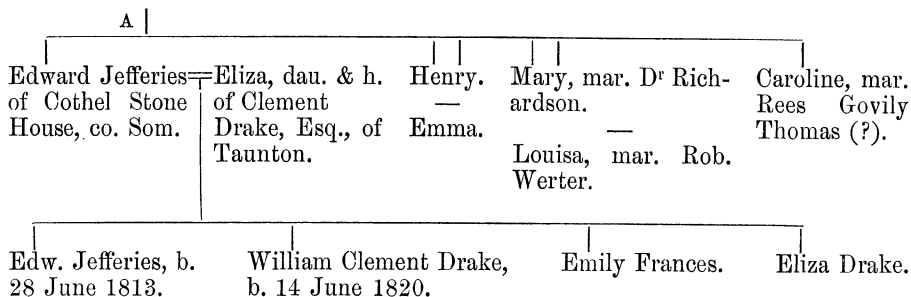 A
Edward Jefferies=Eliza, dau. & h.
of Cothel Stone
House, co. Som.
of Clement
Drake, Esq., of
Taunton.
Henry.
—
Emma.
Mary, mar. Dr Rich-
ardson.
—
Louisa, mar. Rob.
Werter.
Caroline, mar.
Rees Govily
Thomas (?).
Edw. Jefferies, b.
28 June 1813.
William Clement Drake,
b. 14 June 1820.
Emily Frances.
Eliza Drake.